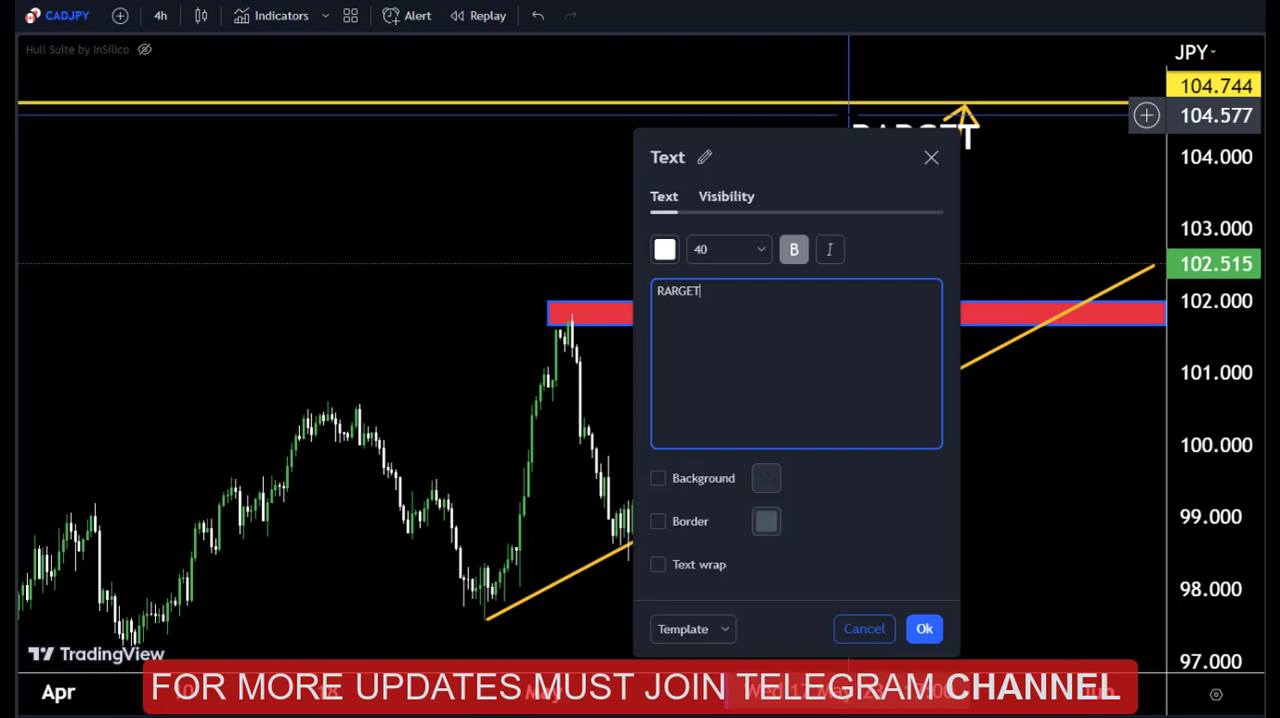 CADJPY
4h
Indicators
Alert
Replay
Hull Suite by InSilico
JPY
104.744
104.577
104.000
103.000
102.515
102.000
101.000
100.000
99.000
98.000
97.000
RARGET
Text
Text
Visibility
40
B
I
RARGET
Background
Border
Text wrap
Template
Cancel
Ok
TradingView
FOR MORE UPDATES MUST JOIN TELEGRAM CHANNEL
Apr